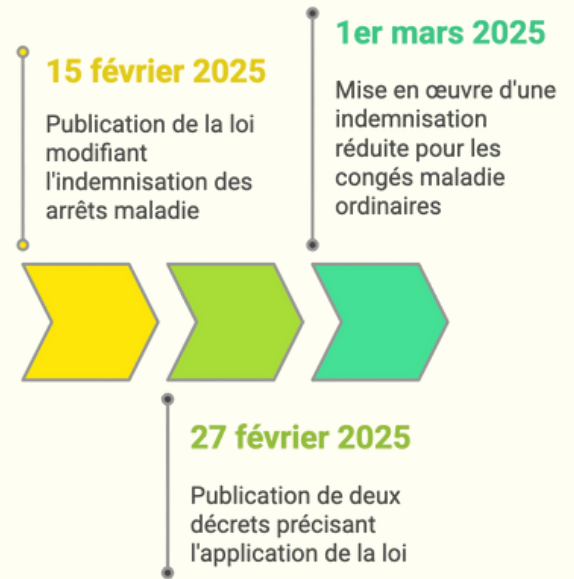 15 février 2025
Publication de la loi
modifiant
l'indemnisation des
arrêts maladie
1er mars 2025
Mise en œuvre d'une
indemnisation
réduite pour les
congés maladie
ordinaires
27 février 2025
Publication de deux
décrets précisant
l'application de la loi